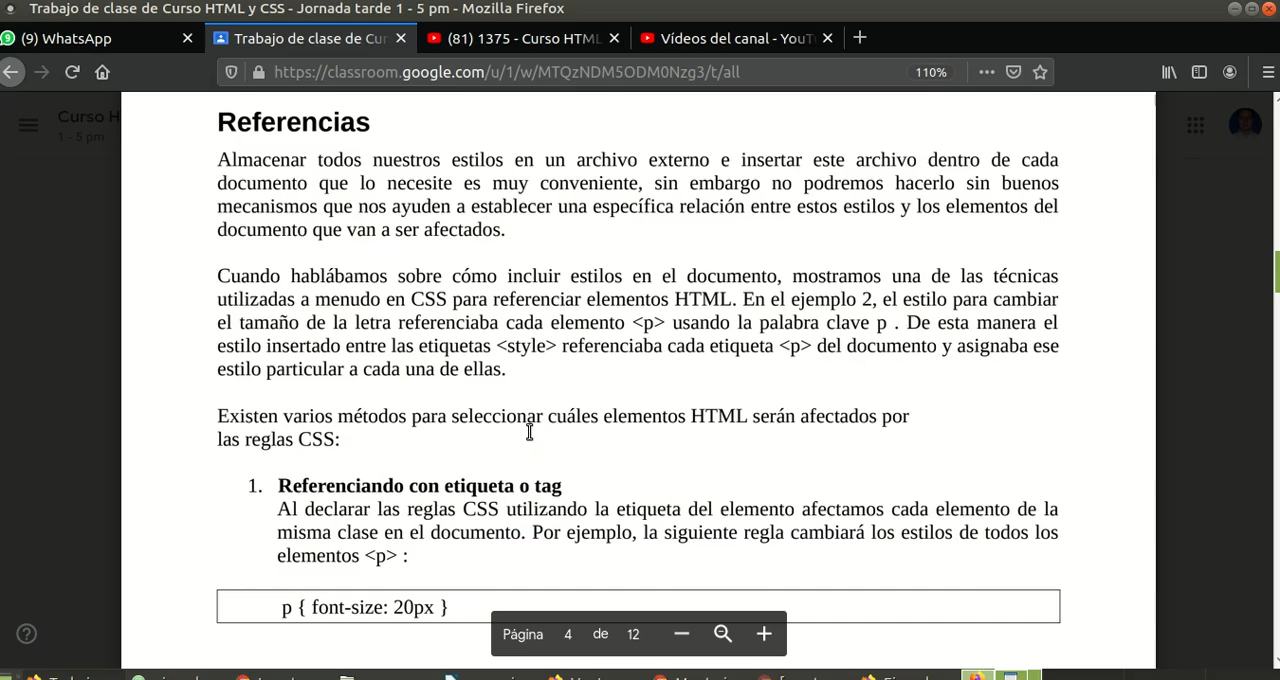 Trabajo de clase de Curso HTML y CSS - Jornada tarde 1 - 5 pm - Mozilla Firefox
(9) WhatsApp
Trabajo de clase de Cur
(81) 1375 - Curso HTML
Vídeos del canal - YouT
https://classroom.google.com/u/1/w/MTQzNDM5ODM0Nzg3/t/all
110%
Curso H
1 - 5 pm
Referencias
Almacenar todos nuestros estilos en un archivo externo e insertar este archivo dentro de cada
documento que lo necesite es muy conveniente, sin embargo no podremos hacerlo sin buenos
mecanismos que nos ayuden a establecer una específica relación entre estos estilos y los elementos del
documento que van a ser afectados.
Cuando hablábamos sobre cómo incluir estilos en el documento, mostramos una de las técnicas
utilizadas a menudo en CSS para referenciar elementos HTML. En el ejemplo 2, el estilo para cambiar
el tamaño de la letra referenciaba cada elemento <p> usando la palabra clave p . De esta manera el
estilo insertado entre las etiquetas <style> referenciaba cada etiqueta <p> del documento y asignaba ese
estilo particular a cada una de ellas.
Existen varios métodos para seleccionar cuáles elementos HTML serán afectados por
las reglas CSS:
1. Referenciando con etiqueta o tag
Al declarar las reglas CSS utilizando la etiqueta del elemento afectamos cada elemento de la
misma clase en el documento. Por ejemplo, la siguiente regla cambiará los estilos de todos los
elementos <p> :
p { font-size: 20px }
Página 4 de 12